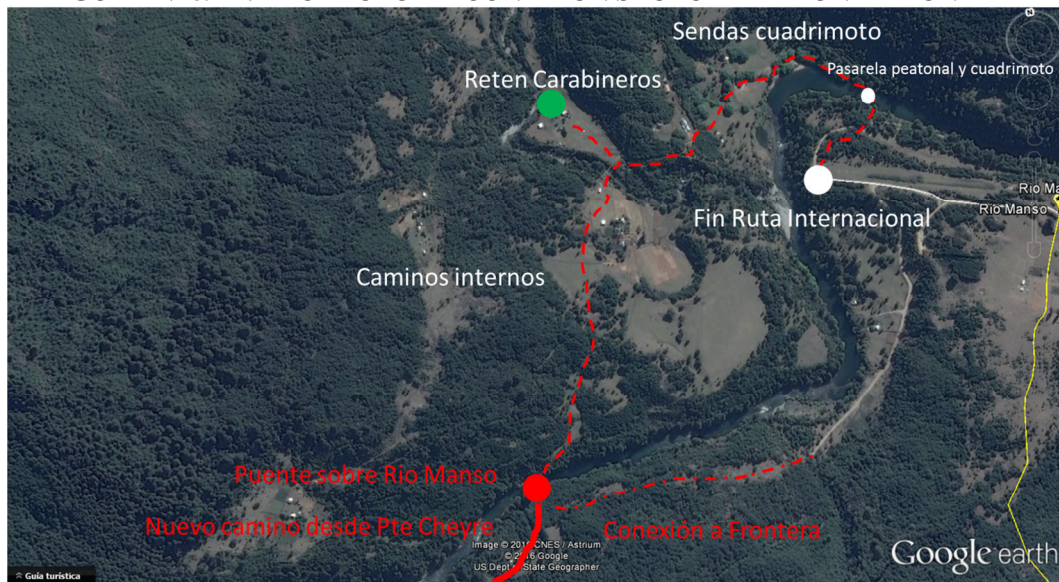 Sendas cuadrimoto
Pasarela peatonal y cuadrimoto
Reten Carabineros
Rio Ma
Rio Manso
Fin Ruta Internacional
Caminos internos
Puente sobre Rio Manso
Nuevo camino desde Pte Cheyre
Conexión a Frontera
Image © 2016 CNES / Astrium
© 2016 Google
US Dept of State Geographer
Google earth
Guía turística